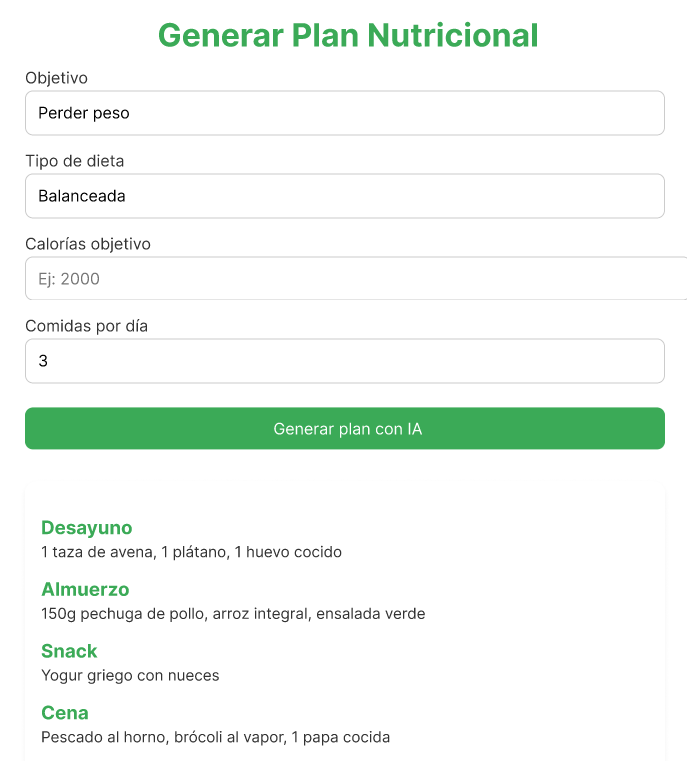 Generar Plan Nutricional
Objetivo
Perder peso
Tipo de dieta
Balanceada
Calorías objetivo
Ej: 2000
Comidas por día
3
Generar plan con IA
Desayuno
1 taza de avena, 1 plátano, 1 huevo cocido
Almuerzo
150g pechuga de pollo, arroz integral, ensalada verde
Snack
Yogur griego con nueces
Cena
Pescado al horno, brócoli al vapor, 1 papa cocida